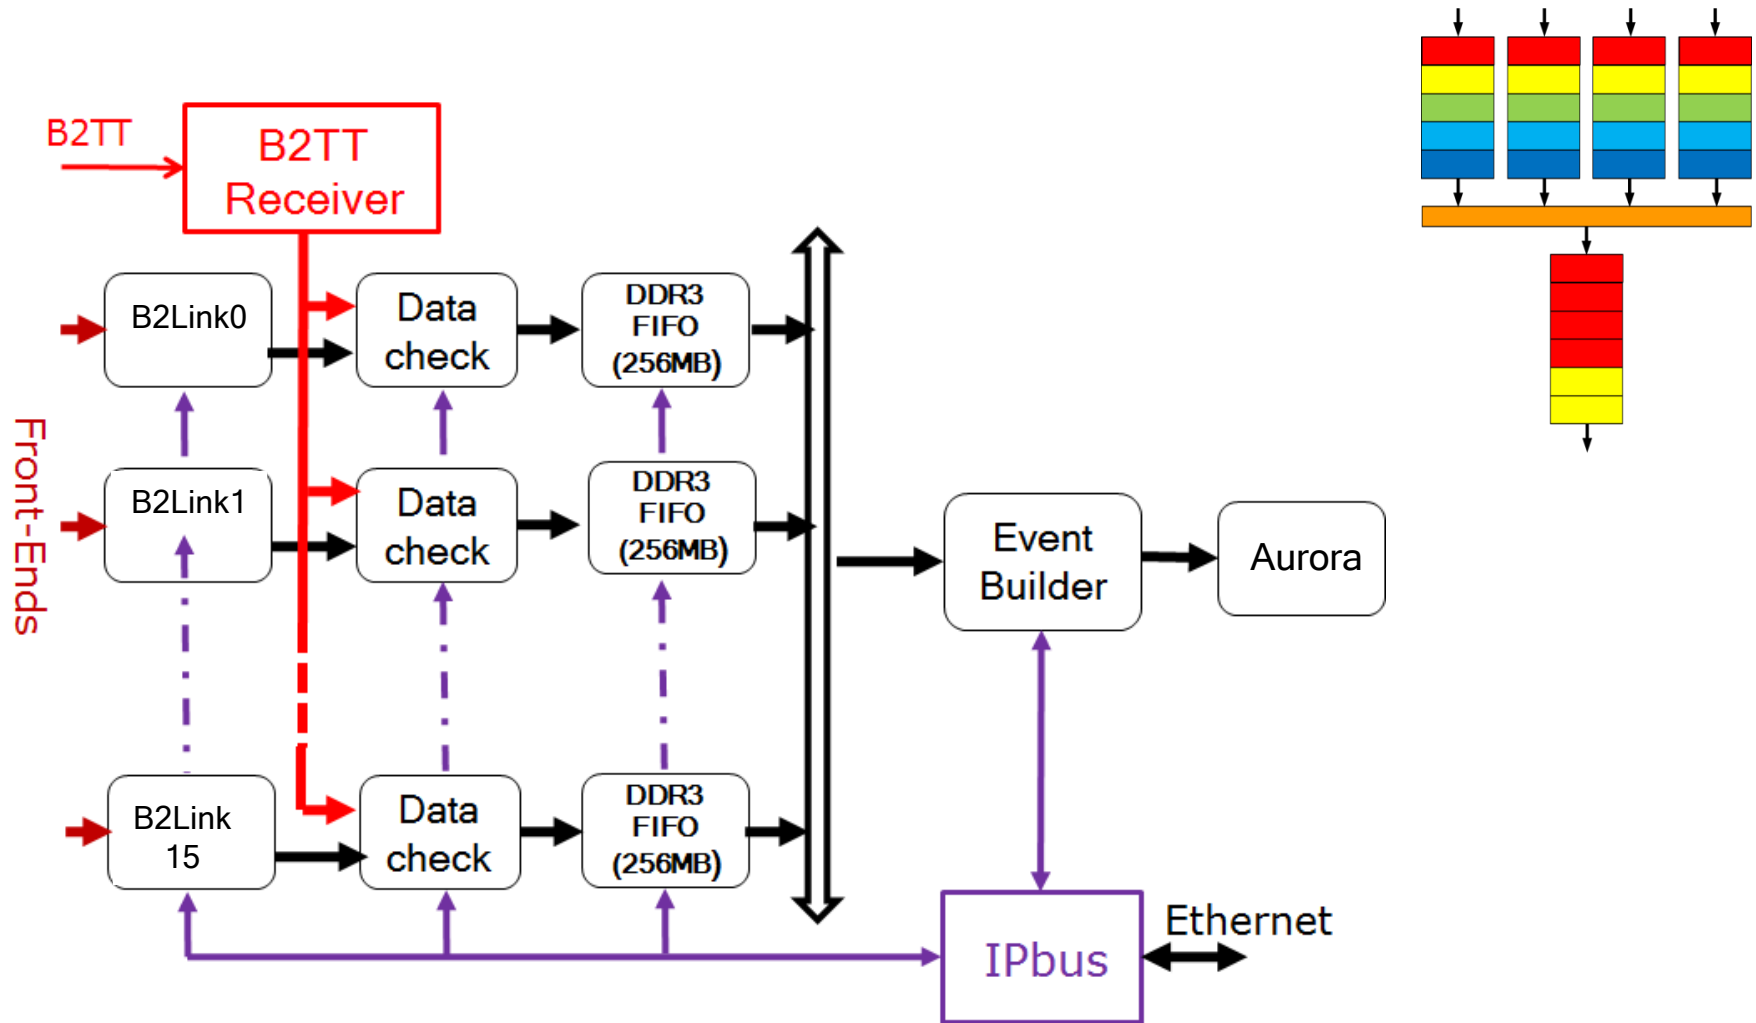 B2TT
B2TT
Receiver
B2Link0
Data
check
DDR3
FIFO
(256MB)
Front-Ends
B2Link1
Data
check
DDR3
FIFO
(256MB)
Event
Builder
Aurora
B2Link
15
Data
check
DDR3
FIFO
(256MB)
IPbus
Ethernet